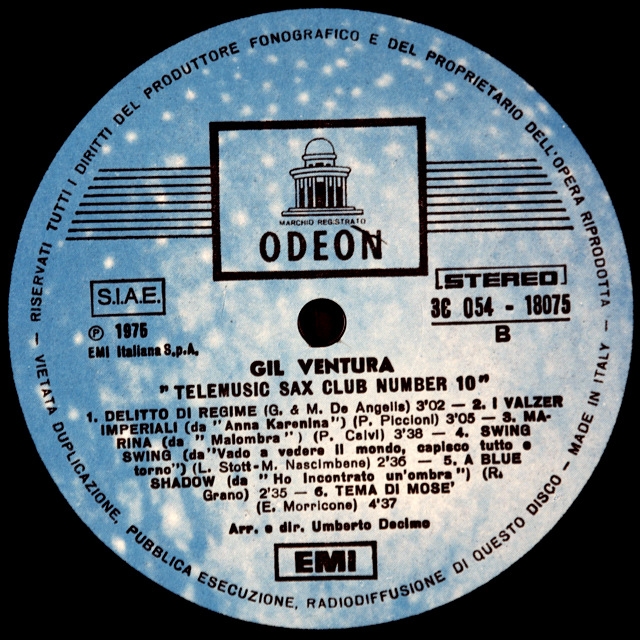 RISERVATI TUTTI I DIRITTI DEL PRODUTTORE FONOGRAFICO E DEL PROPRIETARIO DELL'OPERA RIPRODOTTA
MARCHIO REGISTRATO
ODEON
S.I.A.E.
STEREO
3C 054 - 18075
B
Ⓟ 1975
EMI Italiana S.p.A.
GIL VENTURA
"TELEMUSIC SAX CLUB NUMBER 10"
1. DELITTO DI REGIME (G. & M. De Angelis) 3'02 — 2. I VALZER
IMPERIALI (da "Anna Karenina") (P. Piccioni) 3'05 — 3. MA-
RINA (da "Malombra") (P. Calvi) 3'38 — 4. SWING
SWING (da "Vado a vedere il mondo, capisco tutto e
torno") (L. Stott-M. Nascimbene) 2'36 — 5. A BLUE
SHADOW (da "Ho incontrato un'ombra") (R.
Grano) 2'35 — 6. TEMA DI MOSE'
(E. Morricone) 4'37
Arr. e dir. Umberto Decimo
EMI
— VIETATA DUPLICAZIONE, PUBBLICA ESECUZIONE, RADIODIFFUSIONE DI QUESTO DISCO — MADE IN ITALY —